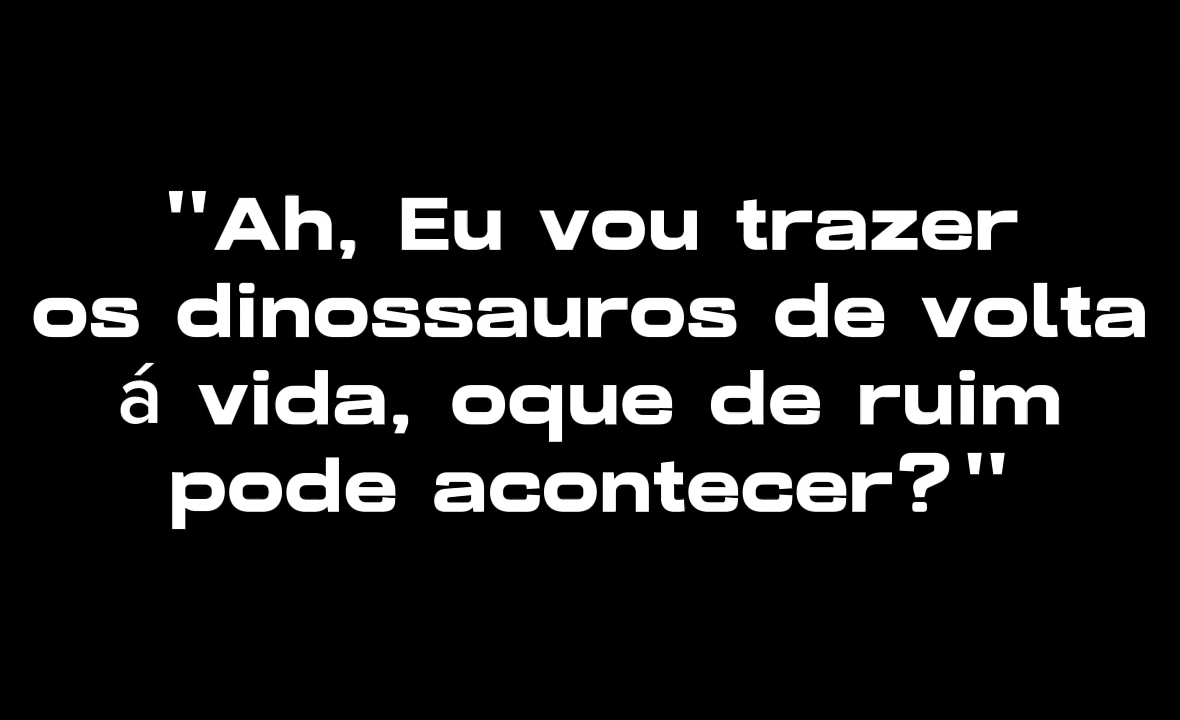 "Ah, Eu vou trazer
os dinossauros de volta
á vida, oque de ruim
pode acontecer?"